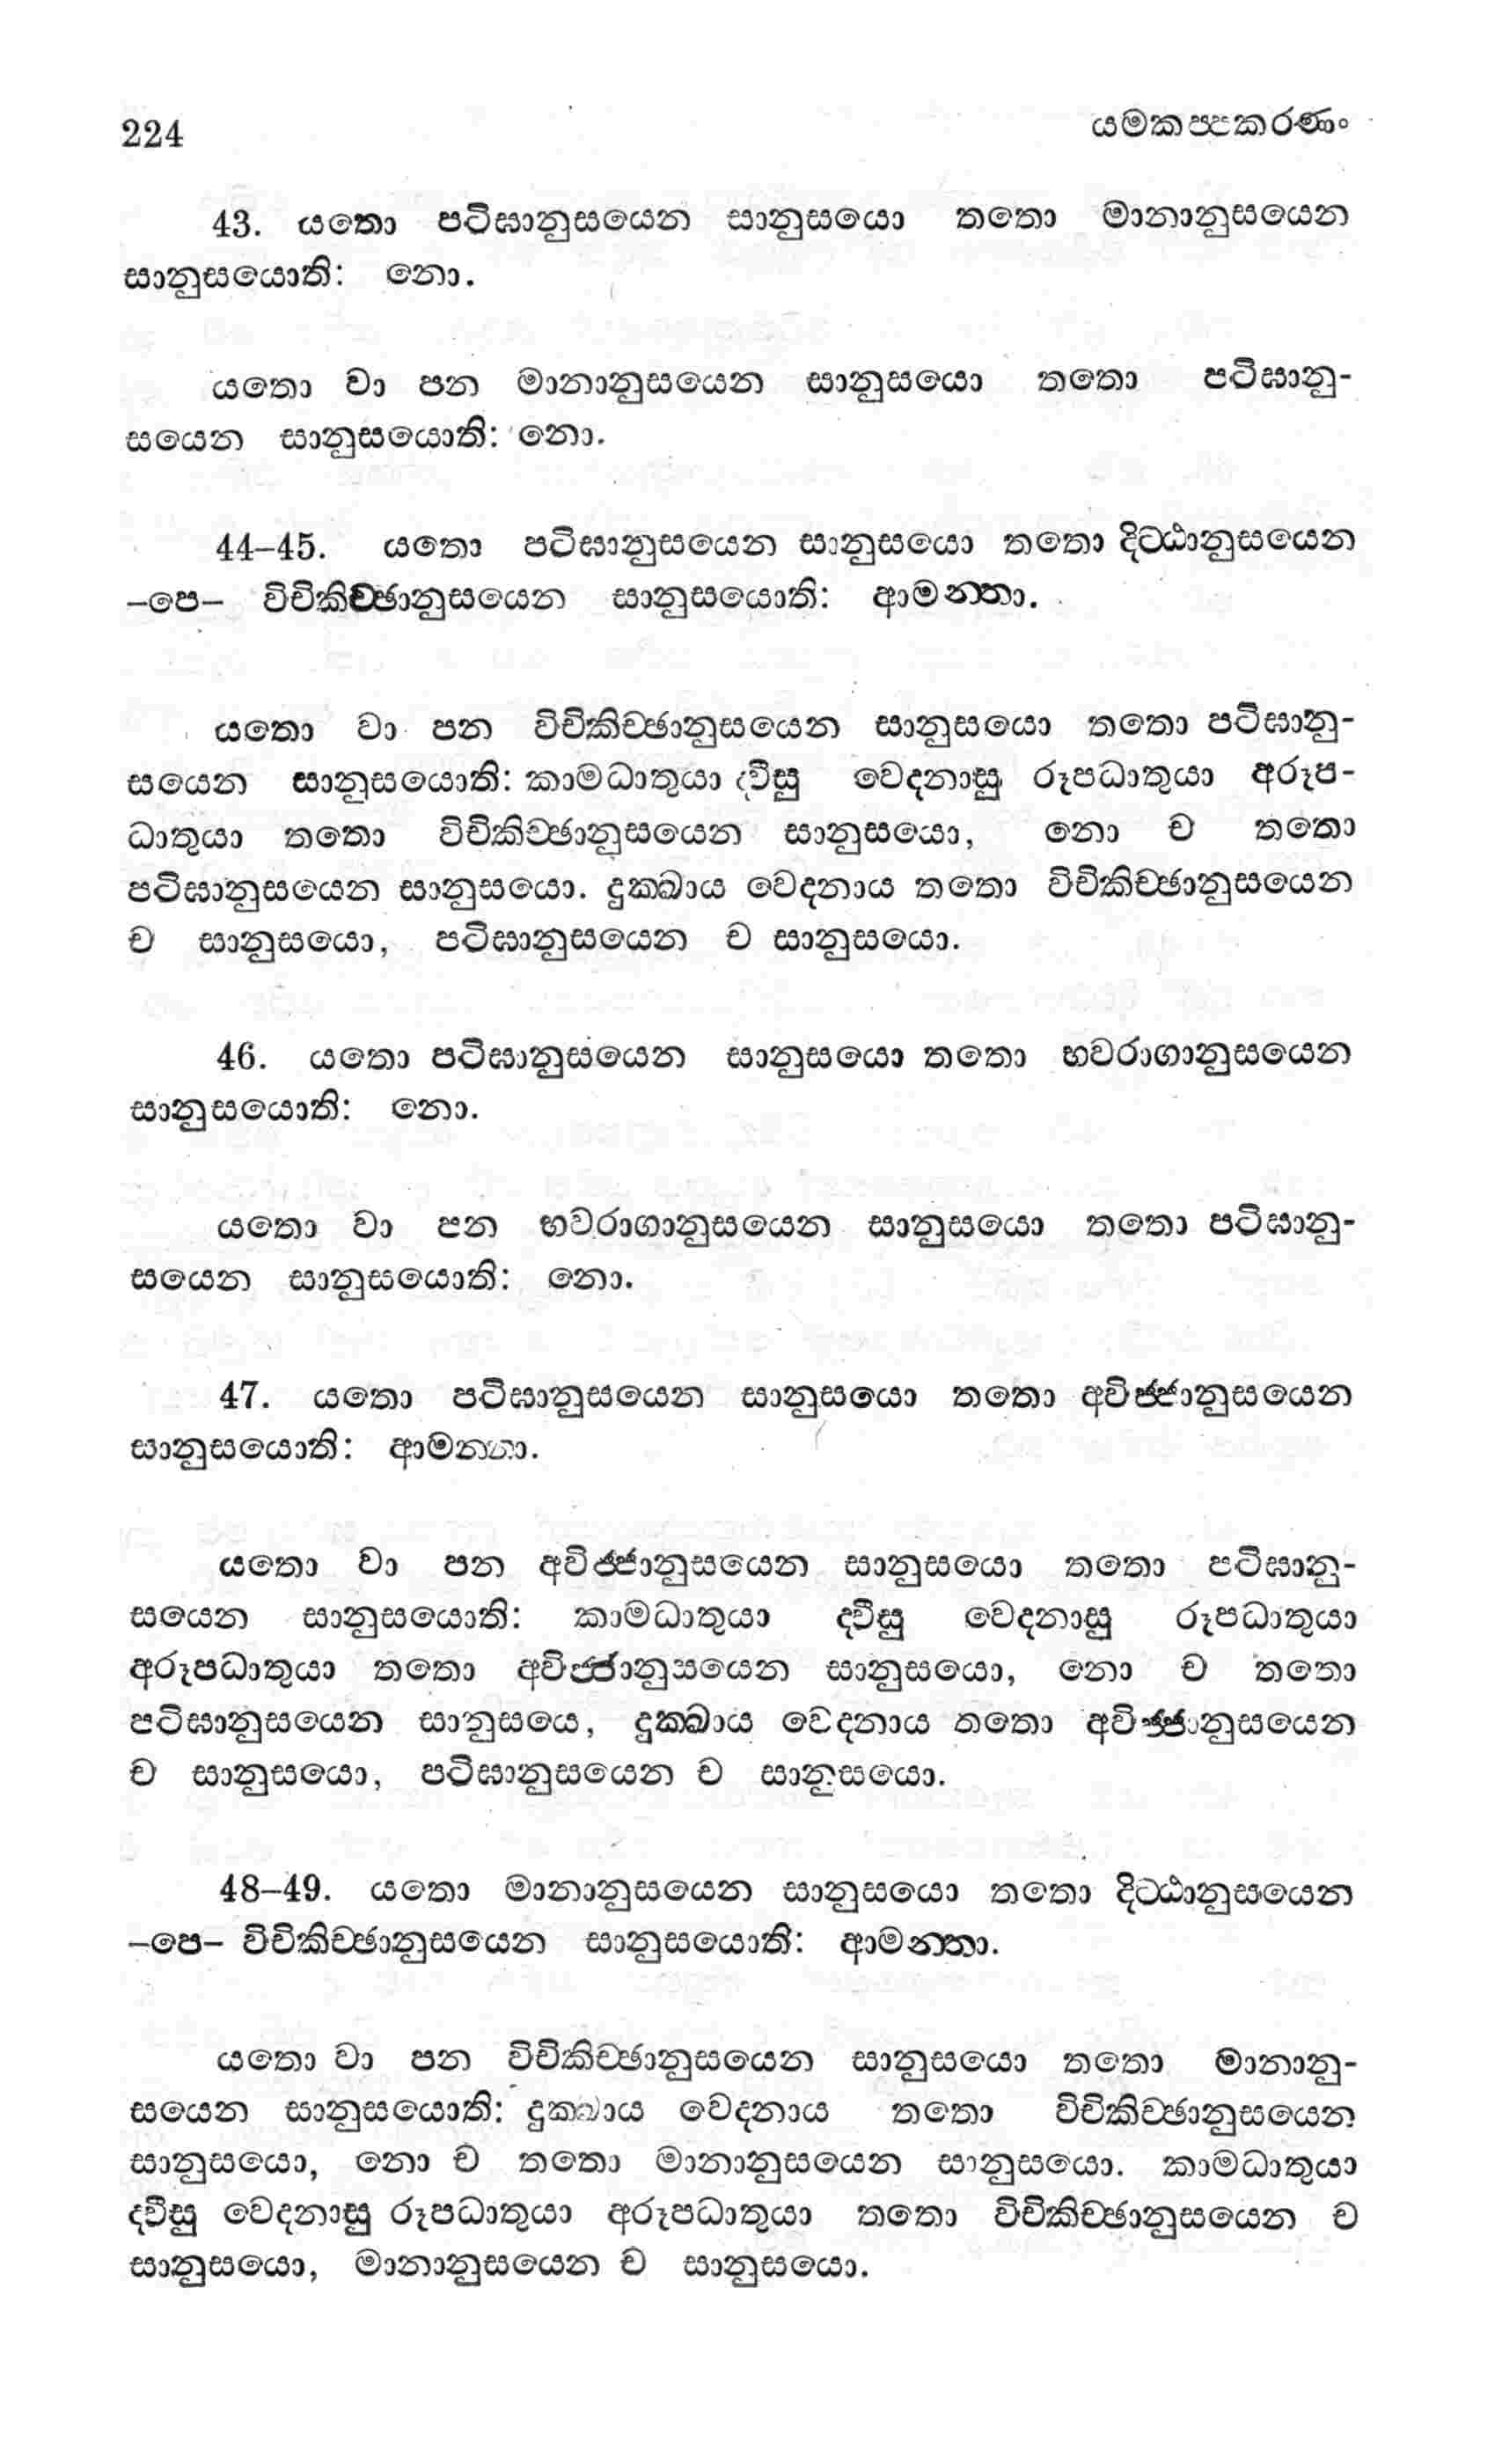 224
යමකප්පකරණං
43. යතො පටිඝානුසයෙන සානුසයො තතො මානානුසයෙන
සානුසයොති: නො.
යතො වා පන මානානුසයෙන සානුසයො තතො පටිඝානු-
සයෙන සානුසයොති: නො.
44–45. යතො පටිඝානුසයෙන සානුසයො තතො දිට්ඨානුසයෙන
–පෙ– විචිකිච්ඡානුසයෙන සානුසයොති: ආමන්තා.
යතො වා පන විචිකිච්ඡානුසයෙන සානුසයො තතො පටිඝානු-
සයෙන සානුසයොති: කාමධාතුයා ද්වීසු වෙදනාසු රූපධාතුයා අරූප-
ධාතුයා තතො විචිකිච්ඡානුසයෙන සානුසයො, නො ච තතො
පටිඝානුසයෙන සානුසයො. දුක්ඛාය වෙදනාය තතො විචිකිච්ඡානුසයෙන
ච සානුසයො, පටිඝානුසයෙන ච සානුසයො.
46. යතො පටිඝානුසයෙන සානුසයො තතො භවරාගානුසයෙන
සානුසයොති: නො.
යතො වා පන භවරාගානුසයෙන සානුසයො තතො පටිඝානු-
සයෙන සානුසයොති: නො.
47. යතො පටිඝානුසයෙන සානුසයො තතො අවිජ්ජානුසයෙන
සානුසයොති: ආමන්තා.
යතො වා පන අවිජ්ජානුසයෙන සානුසයො තතො පටිඝානු-
සයෙන සානුසයොති: කාමධාතුයා ද්වීසු වෙදනාසු රූපධාතුයා
අරූපධාතුයා තතො අවිජ්ජානුසයෙන සානුසයො, නො ච තතො
පටිඝානුසයෙන සානුසයෙ, දුක්ඛාය වෙදනාය තතො අවිජ්ජානුසයෙන
ච සානුසයො, පටිඝානුසයෙන ච සානුසයො.
48–49. යතො මානානුසයෙන සානුසයො තතො දිට්ඨානුසයෙන
–පෙ– විචිකිච්ඡානුසයෙන සානුසයොති: ආමන්තා.
යතො වා පන විචිකිච්ඡානුසයෙන සානුසයො තතො මානානු-
සයෙන සානුසයොති: දුක්ඛාය වෙදනාය තතො විචිකිච්ඡානුසයෙන
සානුසයො, නො ච තතො මානානුසයෙන සානුසයො. කාමධාතුයා
ද්වීසු වෙදනාසු රූපධාතුයා අරූපධාතුයා තතො විචිකිච්ඡානුසයෙන ච
සානුසයො, මානානුසයෙන ච සානුසයො.